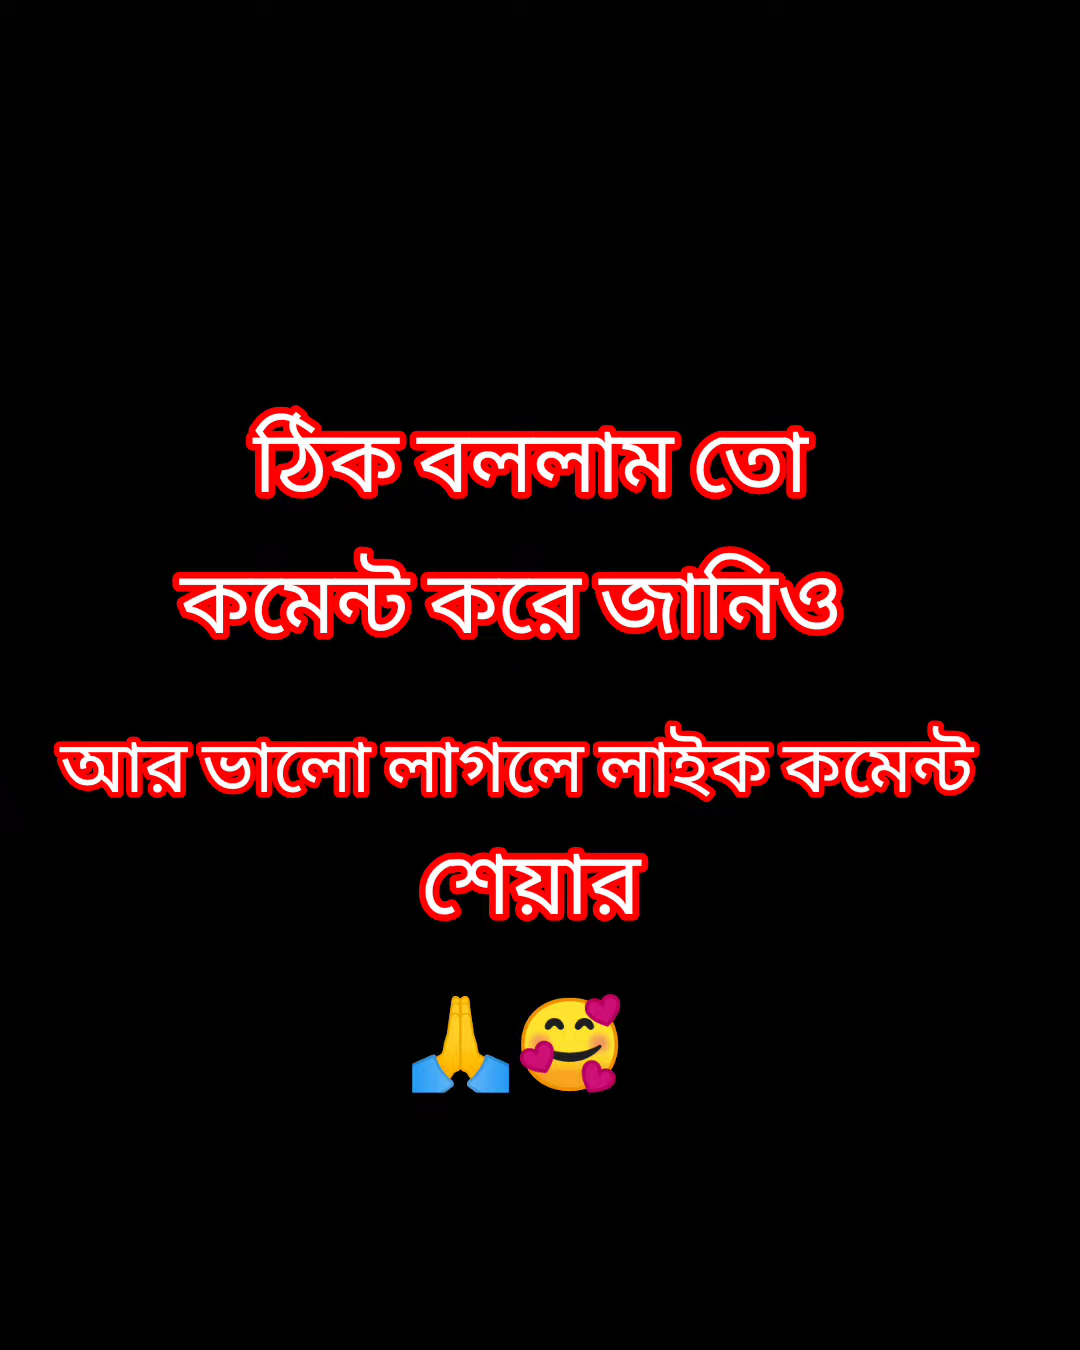 ঠিক বললাম তো
কমেন্ট করে জানিও
আর ভালো লাগলে লাইক কমেন্ট
শেয়ার
🙏🥰